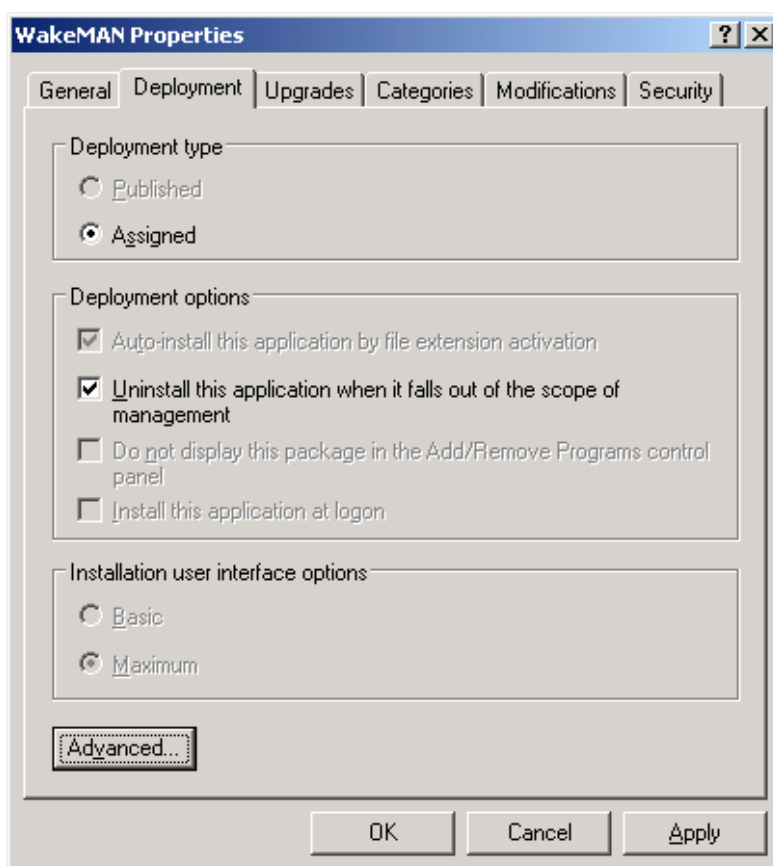 WakeMAN Properties
General Deployment Upgrades Categories Modifications Security
Deployment type
Published
Assigned
Deployment options
Auto-install this application by file extension activation
Uninstall this application when it falls out of the scope of
management
Do not display this package in the Add/Remove Programs control
panel
Install this application at logon
Installation user interface options
Basic
Maximum
Advanced...
OK Cancel Apply